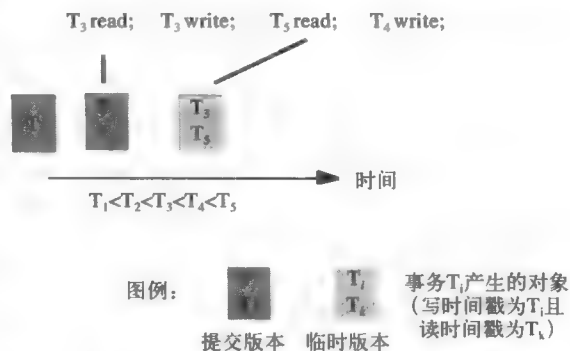 T₃ read;  T₃ write;  T₅ read;  T₄ write;
T₃
T₅
时间
T₁<T₂<T₃<T₄<T₅
图例：
Tᵢ
Tₖ
事务Tᵢ产生的对象
（写时间戳为Tᵢ且
读时间戳为Tₖ）
提交版本 临时版本